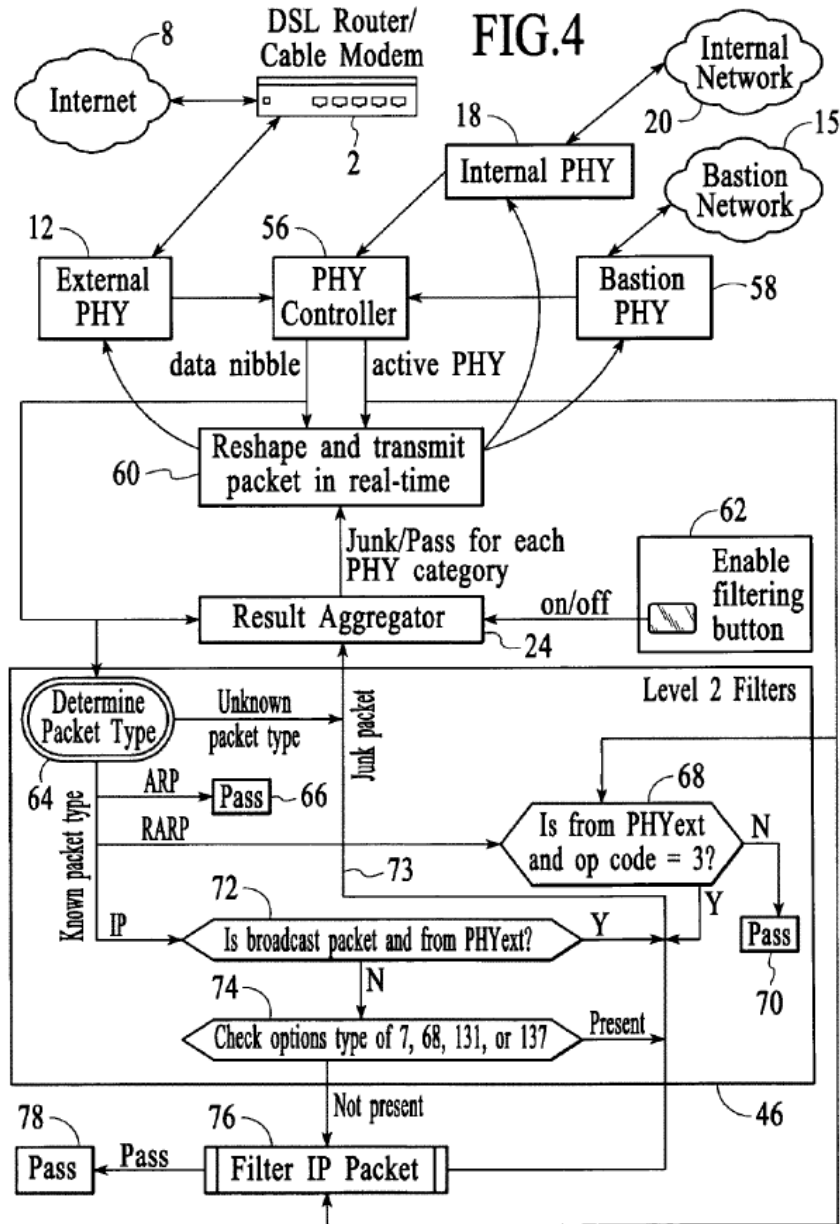 FIG.4
8
Internet
DSL Router/
Cable Modem
2
Internal
Network
20
18
Internal PHY
15
Bastion
Network
12
External
PHY
56
PHY
Controller
Bastion
PHY
58
data nibble
active PHY
60
Reshape and transmit
packet in real-time
Junk/Pass for each
PHY category
62
Enable
filtering
button
on/off
Result Aggregator
24
Level 2 Filters
Determine
Packet Type
64
Unknown
packet type
Junk packet
Known packet type
ARP
Pass
66
RARP
68
Is from PHYext
and op code = 3?
N
Y
Pass
70
73
IP
72
Is broadcast packet and from PHYext?
Y
N
74
Check options type of 7, 68, 131, or 137
Present
46
Not present
78
Pass
Pass
76
Filter IP Packet